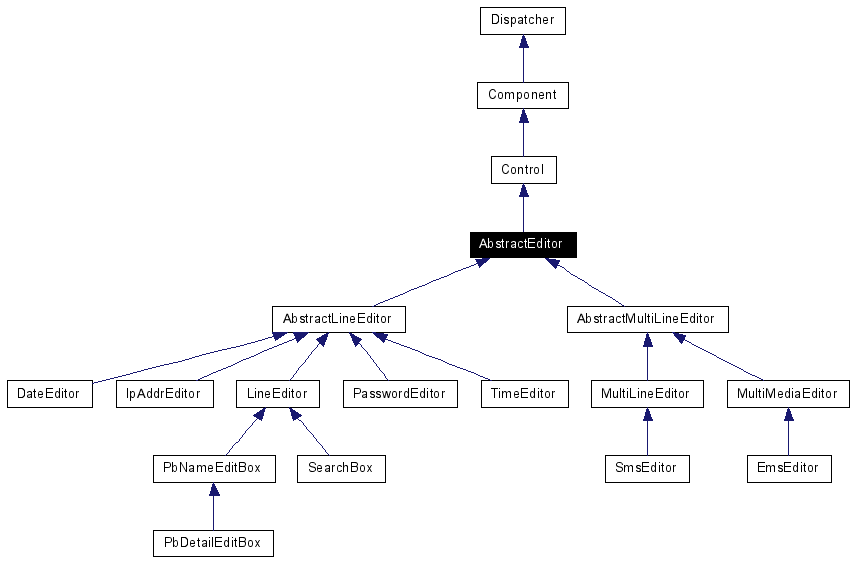 Dispatcher
Component
Control
AbstractEditor
AbstractLineEditor
AbstractMultiLineEditor
DateEditor
IpAddrEditor
LineEditor
PasswordEditor
TimeEditor
MultiLineEditor
MultiMediaEditor
PbNameEditBox
SearchBox
SmsEditor
EmsEditor
PbDetailEditBox